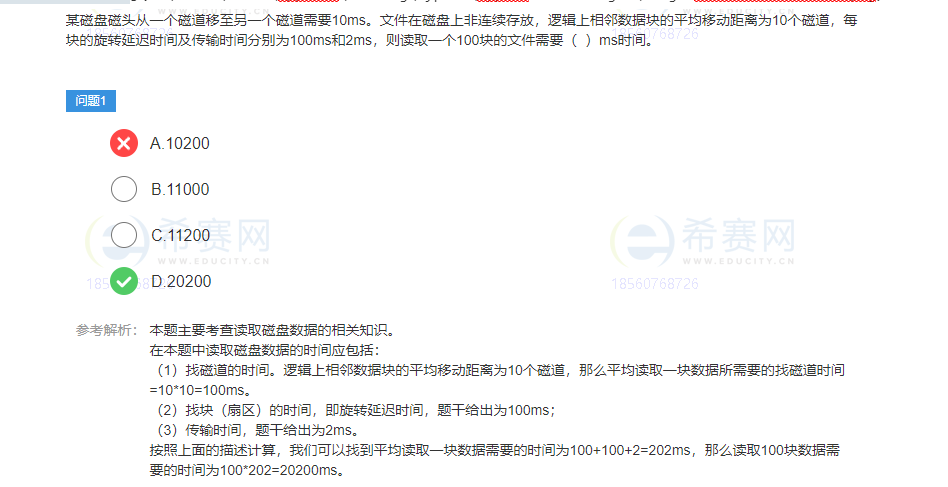 某磁盘磁头从一个磁道移至另一个磁道需要10ms。文件在磁盘上非连续存放，逻辑上相邻数据块的平均移动距离为10个磁道，每
块的旋转延迟时间及传输时间分别为100ms和2ms，则读取一个100块的文件需要（  ）ms时间。
问题1
A.10200
B.11000
C.11200
D.20200
希赛网
WWW.EDUCITY.CN
18560768726
希赛网
WWW.EDUCITY.CN
18560768726
参考解析：
本题主要考查读取磁盘数据的相关知识。
在本题中读取磁盘数据的时间应包括：
（1）找磁道的时间。逻辑上相邻数据块的平均移动距离为10个磁道，那么平均读取一块数据所需要的找磁道时间
=10*10=100ms。
（2）找块（扇区）的时间，即旋转延迟时间，题干给出为100ms；
（3）传输时间，题干给出为2ms。
按照上面的描述计算，我们可以找到平均读取一块数据需要的时间为100+100+2=202ms，那么读取100块数据需
要的时间为100*202=20200ms。